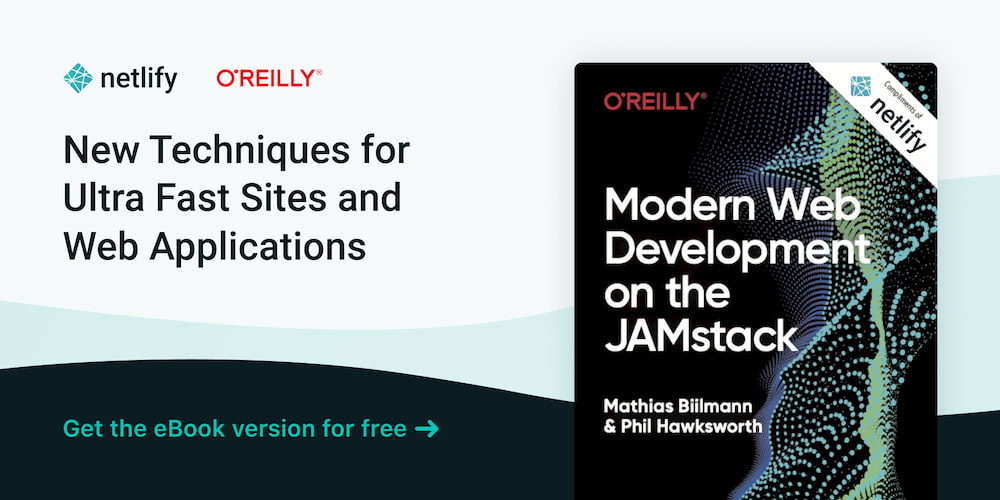 netlify
O'REILLY®
New Techniques for
Ultra Fast Sites and
Web Applications
Get the eBook version for free →
O'REILLY®
Compliments of
netlify
Modern Web
Development
on the
JAMstack
Mathias Biilmann
& Phil Hawksworth